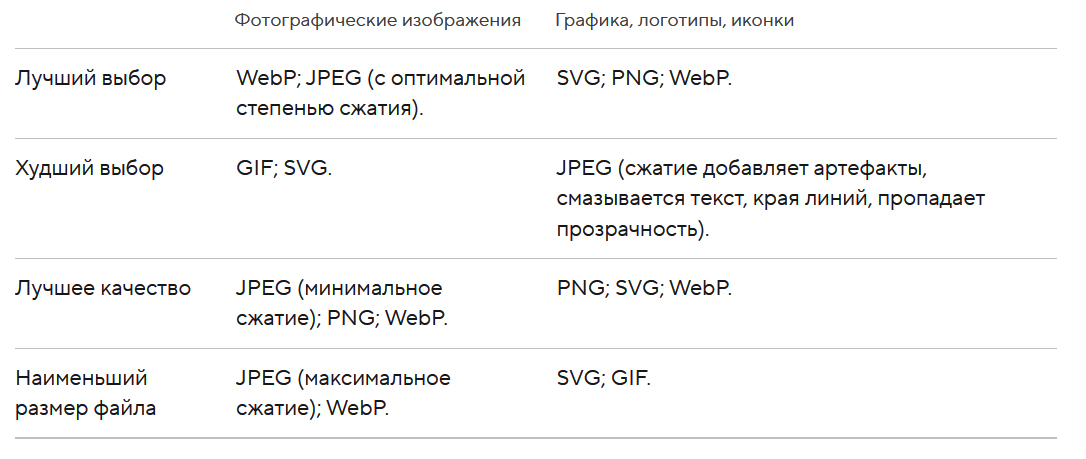 Фотографические изображения
Графика, логотипы, иконки
Лучший выбор
WebP; JPEG (с оптимальной
степенью сжатия).
SVG; PNG; WebP.
Худший выбор
GIF; SVG.
JPEG (сжатие добавляет артефакты,
смазывается текст, края линий, пропадает
прозрачность).
Лучшее качество
JPEG (минимальное
сжатие); PNG; WebP.
PNG; SVG; WebP.
Наименьший
размер файла
JPEG (максимальное
сжатие); WebP.
SVG; GIF.